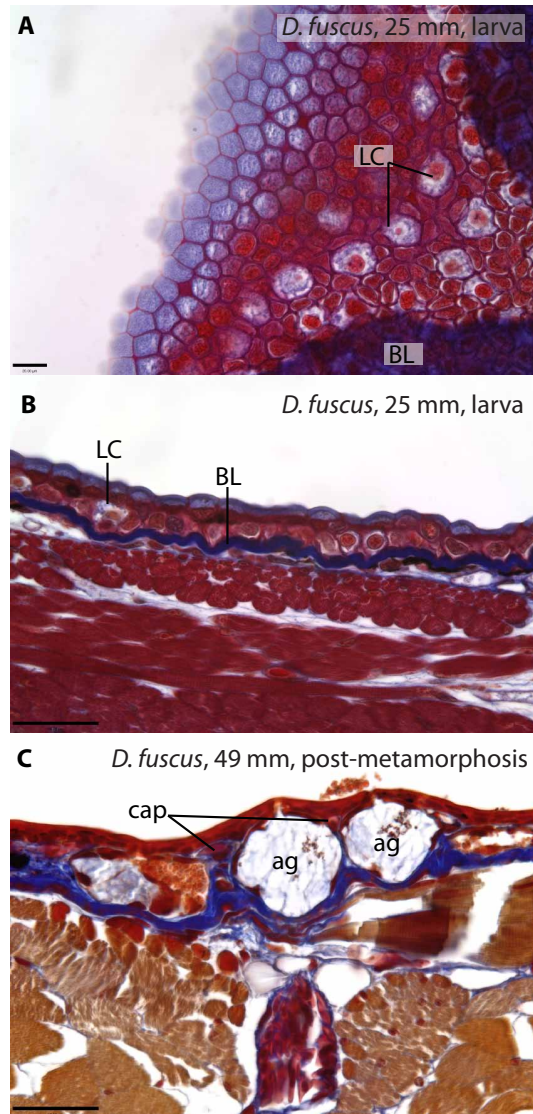 A
D. fuscus, 25 mm, larva
LC
BL
B
D. fuscus, 25 mm, larva
LC
BL
C
D. fuscus, 49 mm, post-metamorphosis
cap
ag
ag